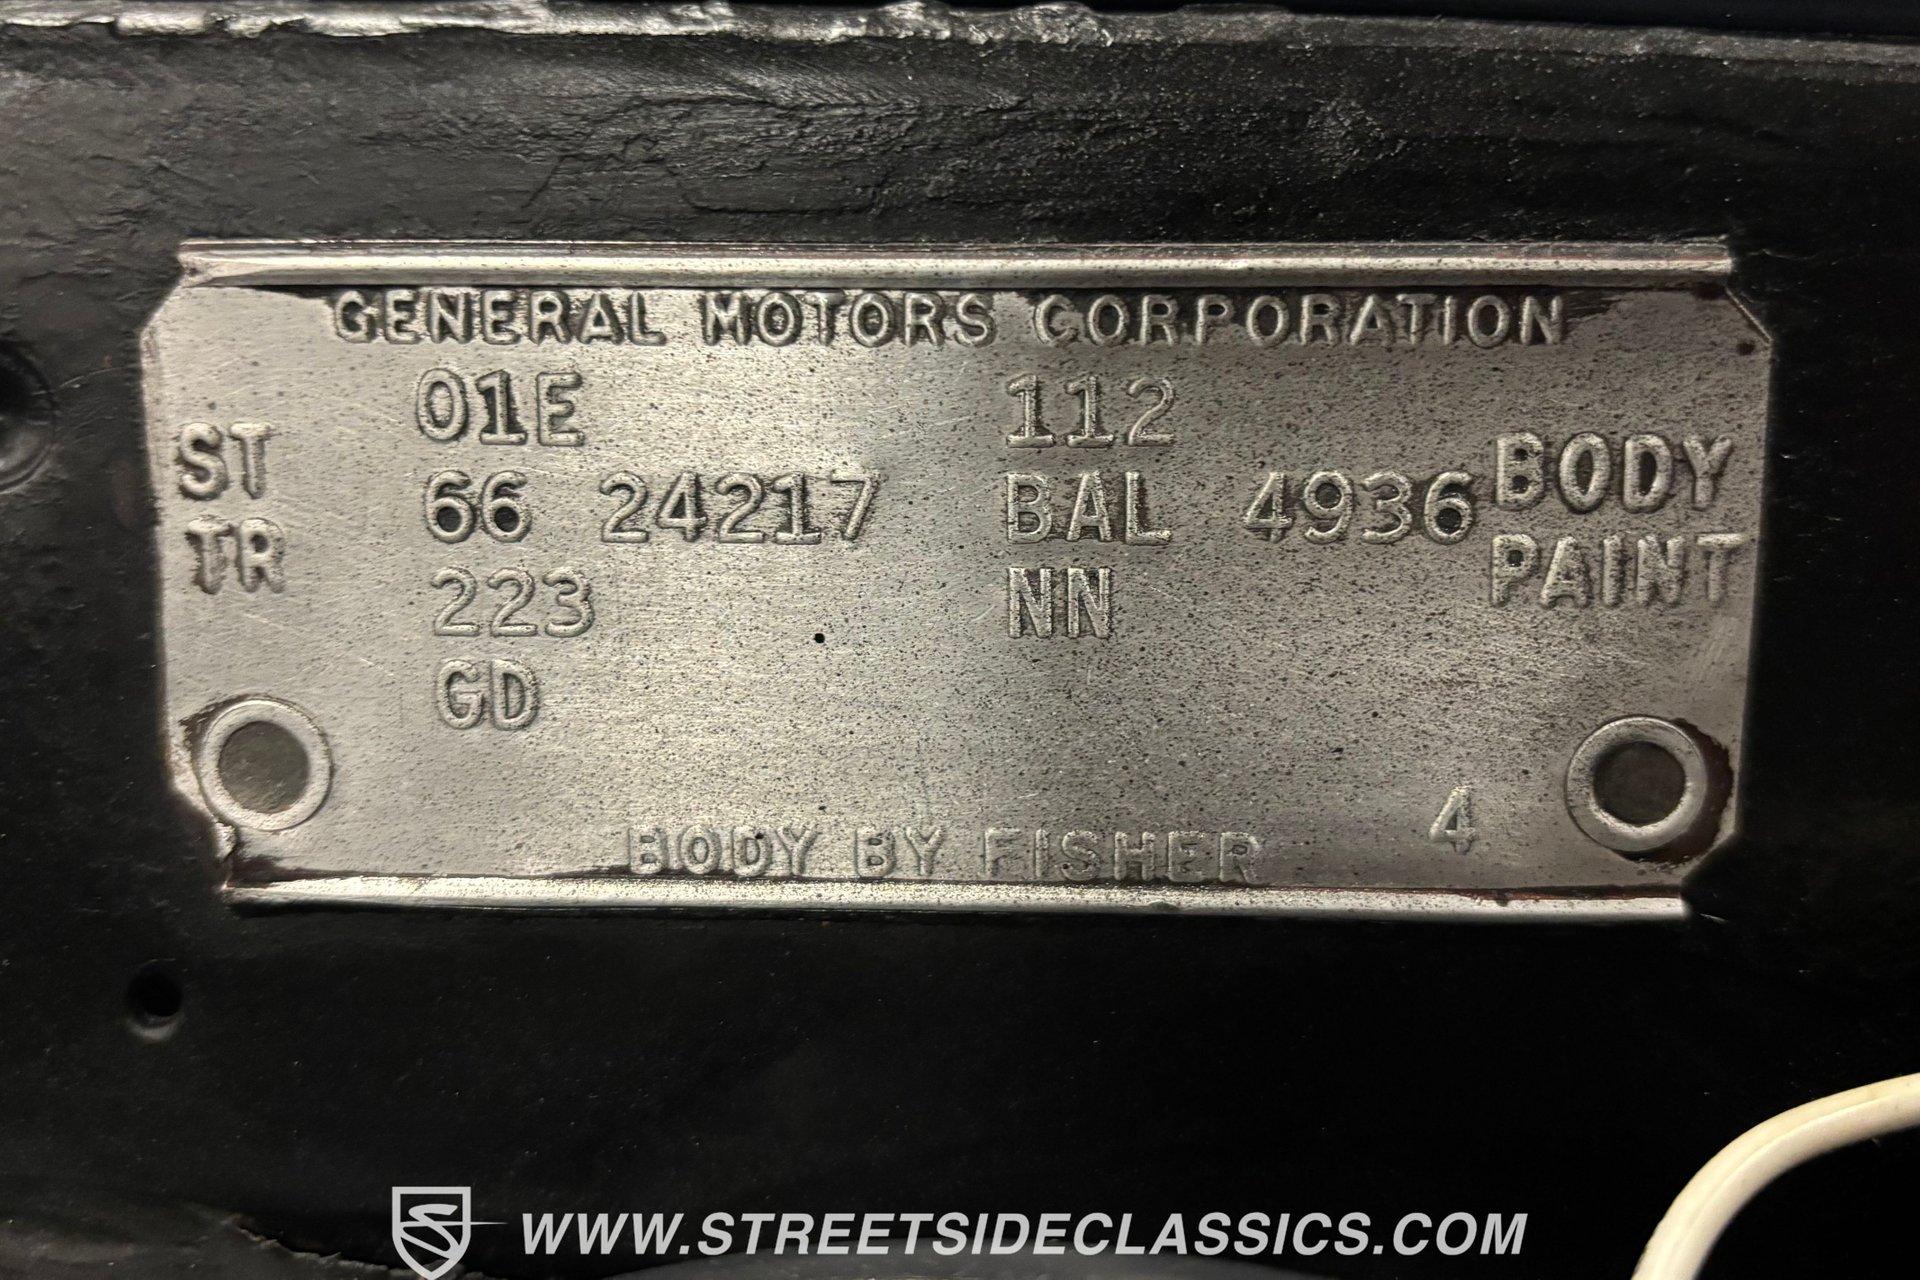 GENERAL MOTORS CORPORATION
01E 112
ST 66 24217 BAL 4936 BODY
TR 223 NN PAINT
GD
4
BODY BY FISHER
WWW.STREETSIDECLASSICS.COM